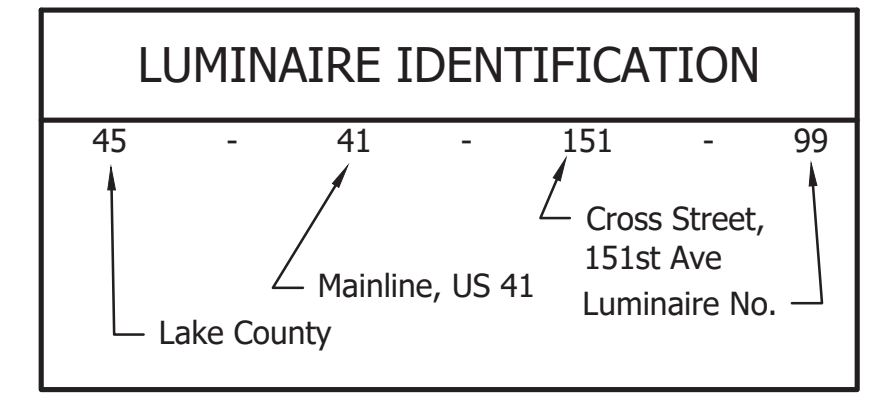 LUMINAIRE IDENTIFICATION
45 - 41 - 151 - 99
Cross Street,
151st Ave
Mainline, US 41
Luminaire No.
Lake County